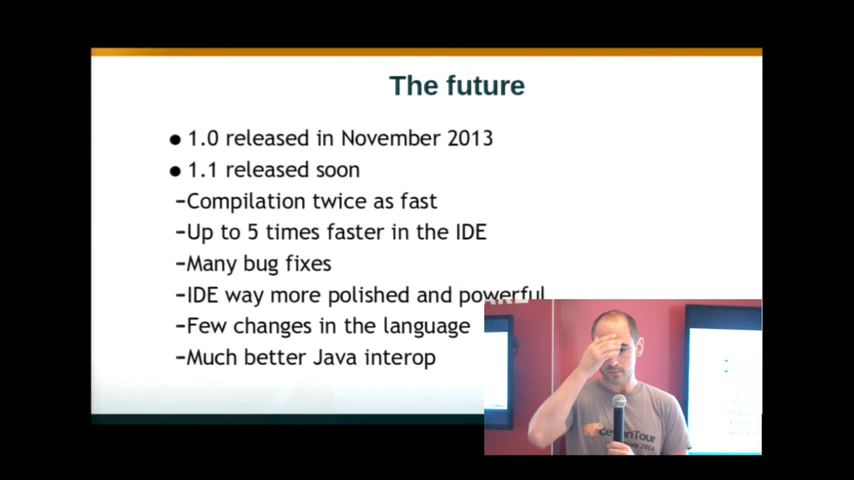 The future
● 1.0 released in November 2013
● 1.1 released soon
–Compilation twice as fast
–Up to 5 times faster in the IDE
–Many bug fixes
–IDE way more polished and powerful
–Few changes in the language
–Much better Java interop